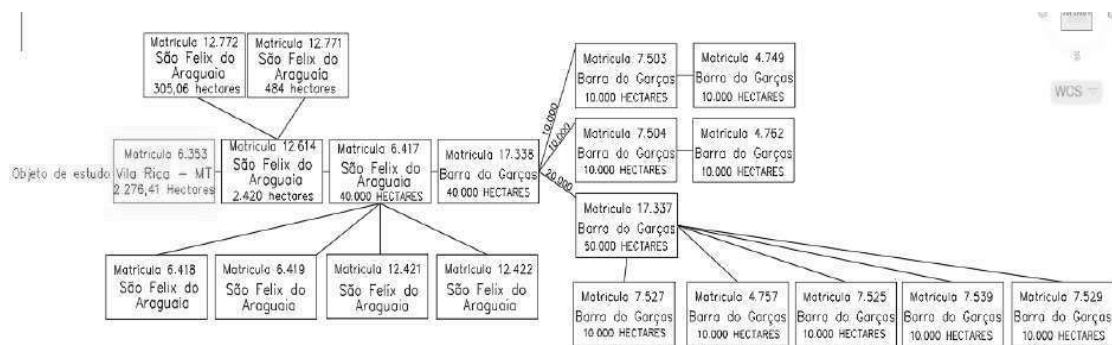 Matricula 12.772
São Felix do
Araguaia
305,06 hectares
Matricula 12.771
São Felix do
Araguaia
484 hectares
Matricula 7.503
Barra do Garças
10.000 HECTARES
Matricula 4.749
Barra do Garças
10.000 HECTARES
WCS
10.000
10.000
20.000
Matricula 7.504
Barra do Garças
10.000 HECTARES
Matricula 4.762
Barra do Garças
10.000 HECTARES
Objeto de estudo
Matricula 6.353
Vila Rica – MT
2.276,41 Hectares
Matricula 12.614
São Felix do
Araguaia
2.420 hectares
Matricula 6.417
São Felix do
Araguaia
40.000 HECTARES
Matricula 17.338
Barra do Garças
40.000 HECTARES
Matricula 17.337
Barra do Garças
50.000 HECTARES
Matricula 6.418
São Felix do
Araguaia
Matricula 6.419
São Felix do
Araguaia
Matricula 12.421
São Felix do
Araguaia
Matricula 12.422
São Felix do
Araguaia
Matricula 7.527
Barra do Garças
10.000 HECTARES
Matricula 4.757
Barra do Garças
10.000 HECTARES
Matricula 7.525
Barra do Garças
10.000 HECTARES
Matricula 7.539
Barra do Garças
10.000 HECTARES
Matricula 7.529
Barra do Garças
10.000 HECTARES